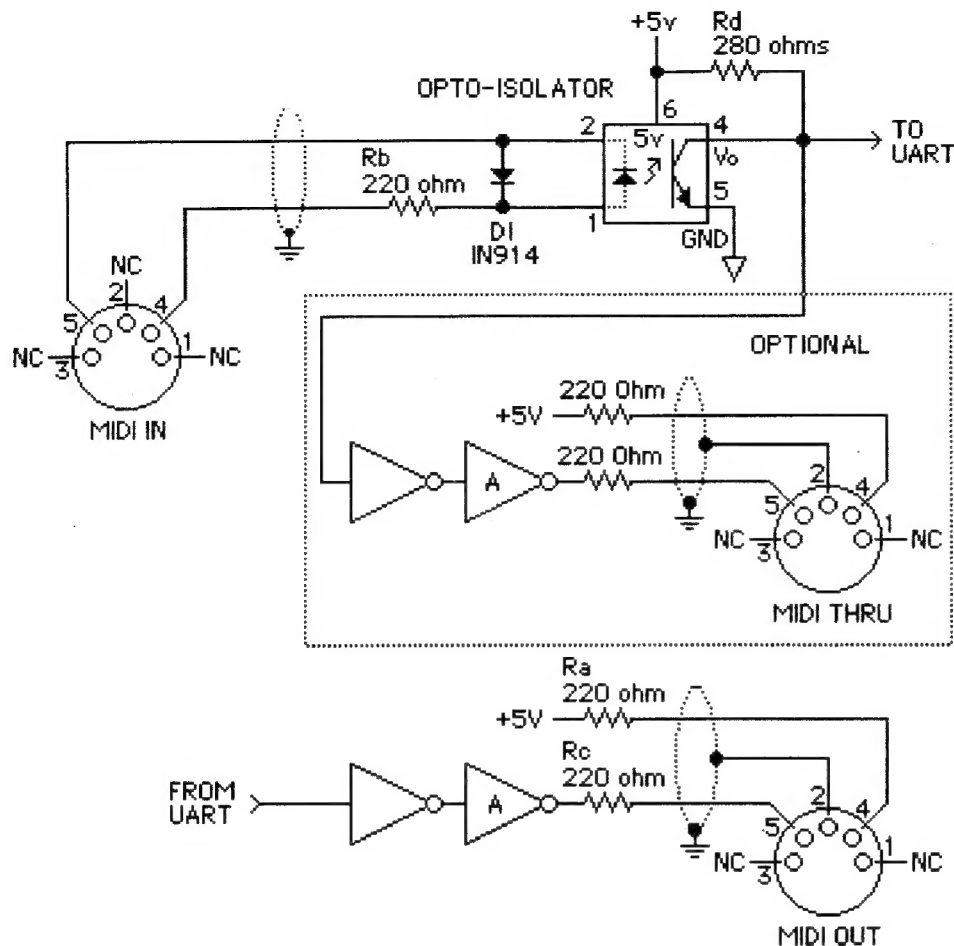 +5v
Rd
280 ohms
OPTO-ISOLATOR
6
2
5v
4
TO
UART
Rb
220 ohm
Vo
5
1
D1
IN914
GND
NC
2
5
4
NC
3
1
NC
MIDI IN
OPTIONAL
220 Ohm
+5V
220 Ohm
A
2
5
4
NC
3
1
NC
MIDI THRU
Ra
220 ohm
+5V
Rc
220 ohm
FROM
UART
A
2
5
4
NC
3
1
NC
MIDI OUT